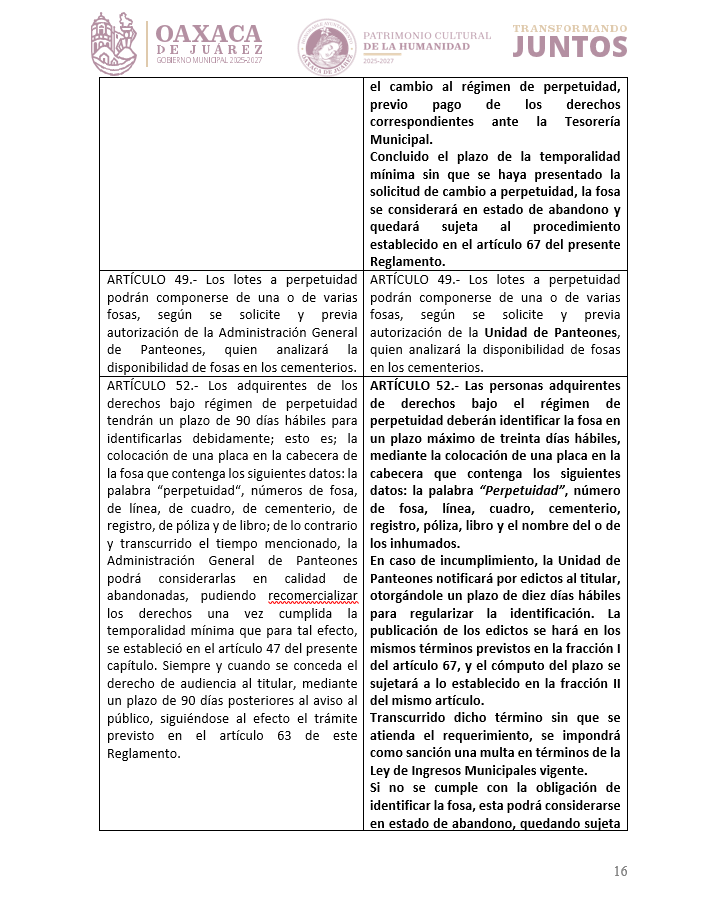 OAXACA
DE JUÁREZ
GOBIERNO MUNICIPAL 2025-2027
PATRIMONIO CULTURAL
DE LA HUMANIDAD
2025-2027
TRANSFORMANDO
JUNTOS
el cambio al régimen de perpetuidad,
previo pago de los derechos
correspondientes ante la Tesorería
Municipal.
Concluido el plazo de la temporalidad
mínima sin que se haya presentado la
solicitud de cambio a perpetuidad, la fosa
se considerará en estado de abandono y
quedará sujeta al procedimiento
establecido en el artículo 67 del presente
Reglamento.
ARTÍCULO 49.- Los lotes a perpetuidad
podrán componerse de una o de varias
fosas, según se solicite y previa
autorización de la Administración General
de Panteones, quien analizará la
disponibilidad de fosas en los cementerios.
ARTÍCULO 49.- Los lotes a perpetuidad
podrán componerse de una o de varias
fosas, según se solicite y previa
autorización de la Unidad de Panteones,
quien analizará la disponibilidad de fosas
en los cementerios.
ARTÍCULO 52.- Los adquirentes de los
derechos bajo régimen de perpetuidad
tendrán un plazo de 90 días hábiles para
identificarlas debidamente; esto es; la
colocación de una placa en la cabecera de
la fosa que contenga los siguientes datos: la
palabra “perpetuidad“, números de fosa,
de línea, de cuadro, de cementerio, de
registro, de póliza y de libro; de lo contrario
y transcurrido el tiempo mencionado, la
Administración General de Panteones
podrá considerarlas en calidad de
abandonadas, pudiendo recomercializar
los derechos una vez cumplida la
temporalidad mínima que para tal efecto,
se estableció en el artículo 47 del presente
capítulo. Siempre y cuando se conceda el
derecho de audiencia al titular, mediante
un plazo de 90 días posteriores al aviso al
público, siguiéndose al efecto el trámite
previsto en el artículo 63 de este
Reglamento.
ARTÍCULO 52.- Las personas adquirentes
de derechos bajo el régimen de
perpetuidad deberán identificar la fosa en
un plazo máximo de treinta días hábiles,
mediante la colocación de una placa en la
cabecera que contenga los siguientes
datos: la palabra “Perpetuidad”, número
de fosa, línea, cuadro, cementerio,
registro, póliza, libro y el nombre del o de
los inhumados.
En caso de incumplimiento, la Unidad de
Panteones notificará por edictos al titular,
otorgándole un plazo de diez días hábiles
para regularizar la identificación. La
publicación de los edictos se hará en los
mismos términos previstos en la fracción I
del artículo 67, y el cómputo del plazo se
sujetará a lo establecido en la fracción II
del mismo artículo.
Transcurrido dicho término sin que se
atienda el requerimiento, se impondrá
como sanción una multa en términos de la
Ley de Ingresos Municipales vigente.
Si no se cumple con la obligación de
identificar la fosa, esta podrá considerarse
en estado de abandono, quedando sujeta
16